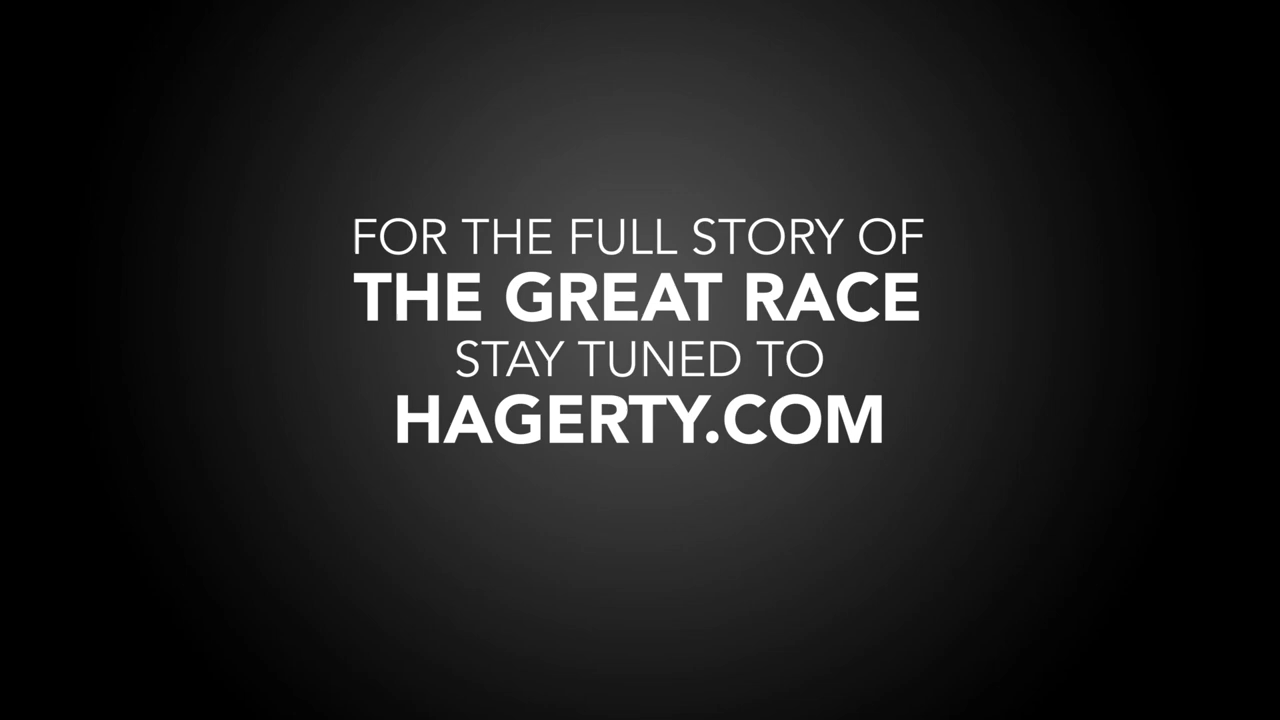 FOR THE FULL STORY OF
THE GREAT RACE
STAY TUNED TO
HAGERTY.COM